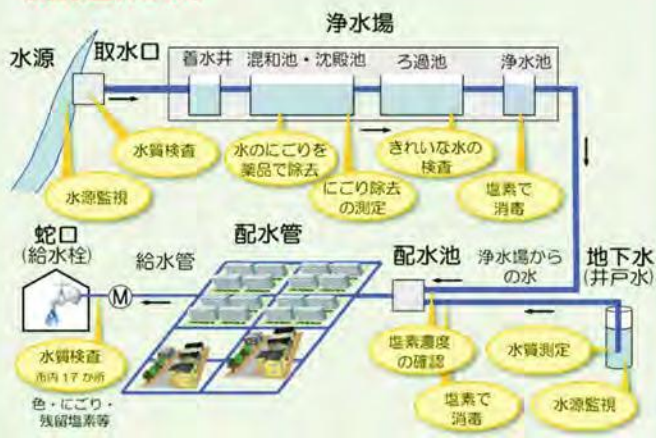 浄水場
水源
取水口
着水井
混和池・沈殿池
ろ過池
浄水池
水質検査
水源監視
水のにごりを
薬品で除去
にごり除去
の測定
きれいな水の
検査
塩素で
消毒
蛇口
(給水栓)
給水管
配水管
配水池
浄水場から
の水
地下水
(井戸水)
M
水質検査
市内17か所
色・にごり・
残留塩素等
塩素濃度
の確認
塩素で
消毒
水質測定
水源監視